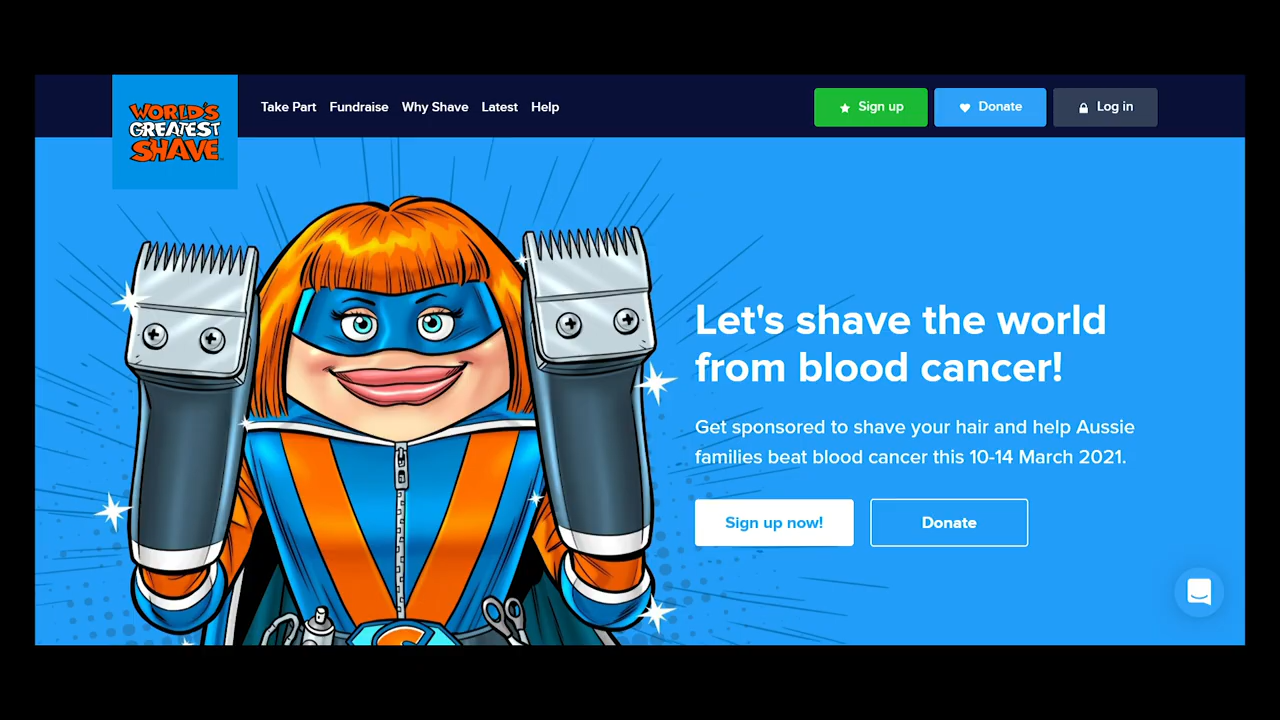 WORLD'S
GREATEST
SHAVE
Take Part Fundraise Why Shave Latest Help
Sign up Donate Log in
Let's shave the world
from blood cancer!
Get sponsored to shave your hair and help Aussie
families beat blood cancer this 10-14 March 2021.
Sign up now! Donate